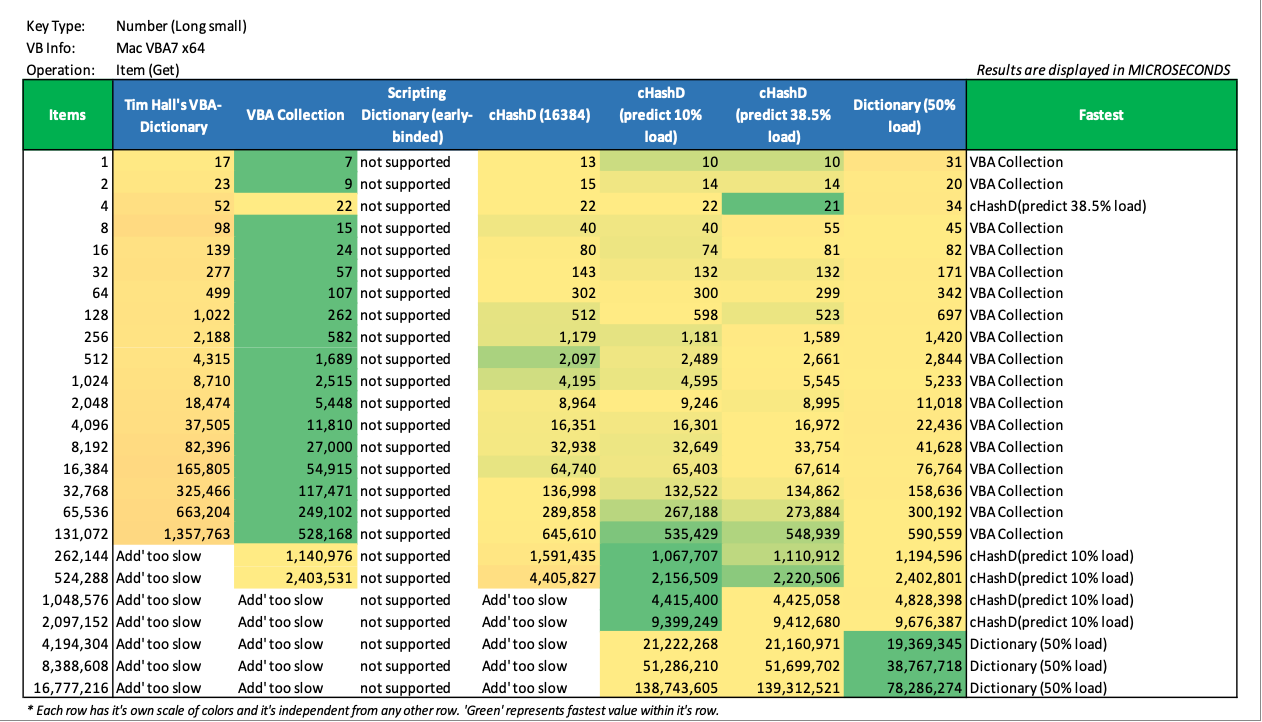 Key Type: Number (Long small)
VB Info: Mac VBA7 x64
Operation: Item (Get) Results are displayed in MICROSECONDS
Items Tim Hall's VBA-Dictionary VBA Collection Scripting Dictionary (early-binded) cHashD (16384) cHashD (predict 10% load) cHashD (predict 38.5% load) Dictionary (50% load) Fastest
1 17 7 not supported 13 10 10 31 VBA Collection
2 23 9 not supported 15 14 14 20 VBA Collection
4 52 22 not supported 22 22 21 34 cHashD(predict 38.5% load)
8 98 15 not supported 40 40 55 45 VBA Collection
16 139 24 not supported 80 74 81 82 VBA Collection
32 277 57 not supported 143 132 132 171 VBA Collection
64 499 107 not supported 302 300 299 342 VBA Collection
128 1,022 262 not supported 512 598 523 697 VBA Collection
256 2,188 582 not supported 1,179 1,181 1,589 1,420 VBA Collection
512 4,315 1,689 not supported 2,097 2,489 2,661 2,844 VBA Collection
1,024 8,710 2,515 not supported 4,195 4,595 5,545 5,233 VBA Collection
2,048 18,474 5,448 not supported 8,964 9,246 8,995 11,018 VBA Collection
4,096 37,505 11,810 not supported 16,351 16,301 16,972 22,436 VBA Collection
8,192 82,396 27,000 not supported 32,938 32,649 33,754 41,628 VBA Collection
16,384 165,805 54,915 not supported 64,740 65,403 67,614 76,764 VBA Collection
32,768 325,466 117,471 not supported 136,998 132,522 134,862 158,636 VBA Collection
65,536 663,204 249,102 not supported 289,858 267,188 273,884 300,192 VBA Collection
131,072 1,357,763 528,168 not supported 645,610 535,429 548,939 590,559 VBA Collection
262,144 Add' too slow 1,140,976 not supported 1,591,435 1,067,707 1,110,912 1,194,596 cHashD(predict 10% load)
524,288 Add' too slow 2,403,531 not supported 4,405,827 2,156,509 2,220,506 2,402,801 cHashD(predict 10% load)
1,048,576 Add' too slow Add' too slow not supported Add' too slow 4,415,400 4,425,058 4,828,398 cHashD(predict 10% load)
2,097,152 Add' too slow Add' too slow not supported Add' too slow 9,399,249 9,412,680 9,676,387 cHashD(predict 10% load)
4,194,304 Add' too slow Add' too slow not supported Add' too slow 21,222,268 21,160,971 19,369,345 Dictionary (50% load)
8,388,608 Add' too slow Add' too slow not supported Add' too slow 51,286,210 51,699,702 38,767,718 Dictionary (50% load)
16,777,216 Add' too slow Add' too slow not supported Add' too slow 138,743,605 139,312,521 78,286,274 Dictionary (50% load)
* Each row has it's own scale of colors and it's independent from any other row. 'Green' represents fastest value within it's row.